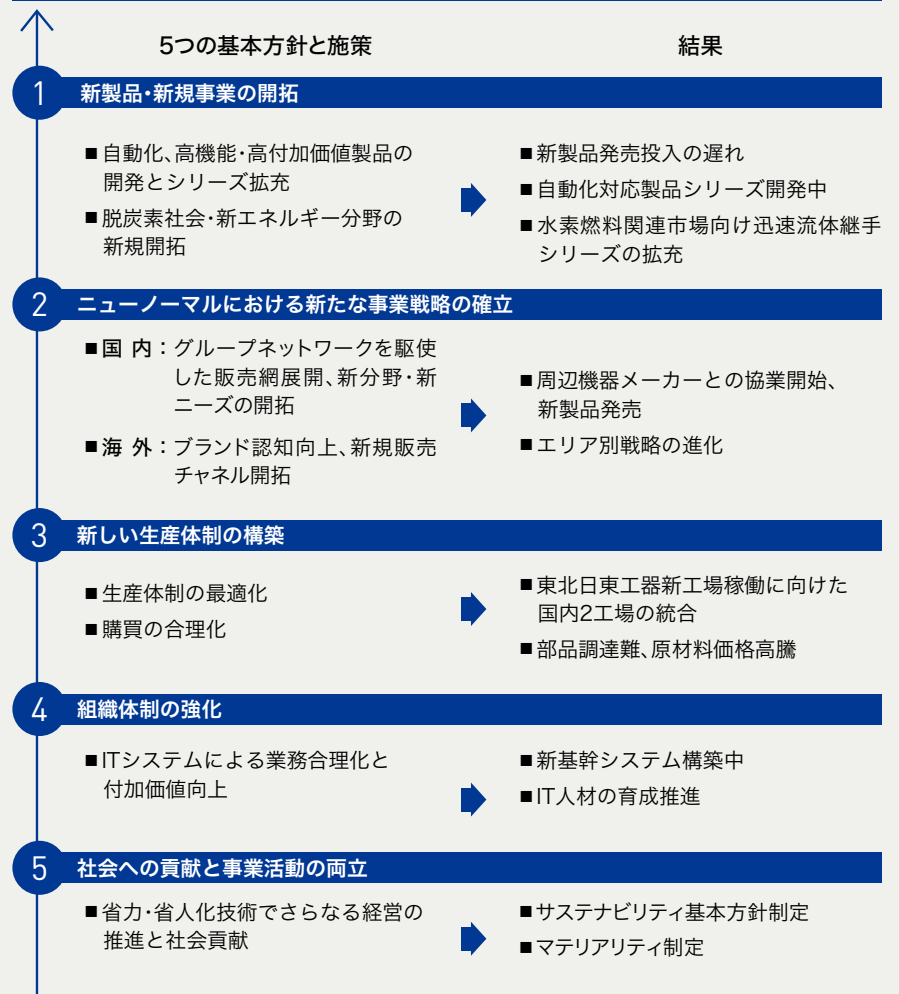 5つの基本方針と施策
結果
1 新製品・新規事業の開拓
■自動化、高機能・高付加価値製品の
開発とシリーズ拡充
■脱炭素社会・新エネルギー分野の
新規開拓
■新製品発売投入の遅れ
■自動化対応製品シリーズ開発中
■水素燃料関連市場向け迅速流体継手
シリーズの拡充
2 ニューノーマルにおける新たな事業戦略の確立
■国 内：グループネットワークを駆使
した販売網展開、新分野・新
ニーズの開拓
■海 外：ブランド認知向上、新規販売
チャネル開拓
■周辺機器メーカーとの協業開始、
新製品発売
■エリア別戦略の進化
3 新しい生産体制の構築
■生産体制の最適化
■購買の合理化
■東北日東工器新工場稼働に向けた
国内2工場の統合
■部品調達難、原材料価格高騰
4 組織体制の強化
■ITシステムによる業務合理化と
付加価値向上
■新基幹システム構築中
■IT人材の育成推進
5 社会への貢献と事業活動の両立
■省力・省人化技術でさらなる経営の
推進と社会貢献
■サステナビリティ基本方針制定
■マテリアリティ制定